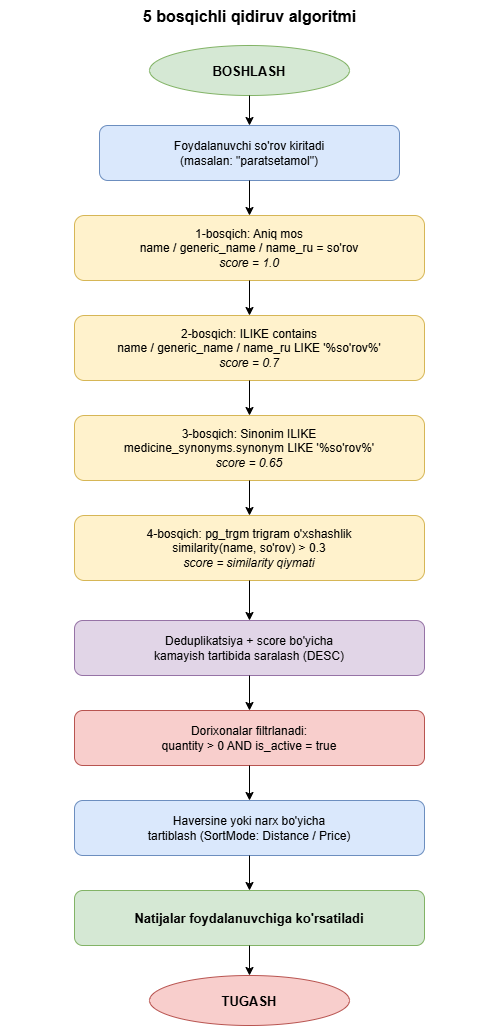 5 bosqichli qidiruv algoritmi
BOSHLASH
Foydalanuvchi so'rov kiritadi
(masalan: "paratsetamol")
1-bosqich: Aniq mos
name / generic_name / name_ru = so'rov
score = 1.0
2-bosqich: ILIKE contains
name / generic_name / name_ru LIKE '%so'rov%'
score = 0.7
3-bosqich: Sinonim ILIKE
medicine_synonyms.synonym LIKE '%so'rov%'
score = 0.65
4-bosqich: pg_trgm trigram o'xshashlik
similarity(name, so'rov) > 0.3
score = similarity qiymati
Deduplikatsiya + score bo'yicha
kamayish tartibida saralash (DESC)
Dorixonalar filtrlanadi:
quantity > 0 AND is_active = true
Haversine yoki narx bo'yicha
tartiblash (SortMode: Distance / Price)
Natijalar foydalanuvchiga ko'rsatiladi
TUGASH